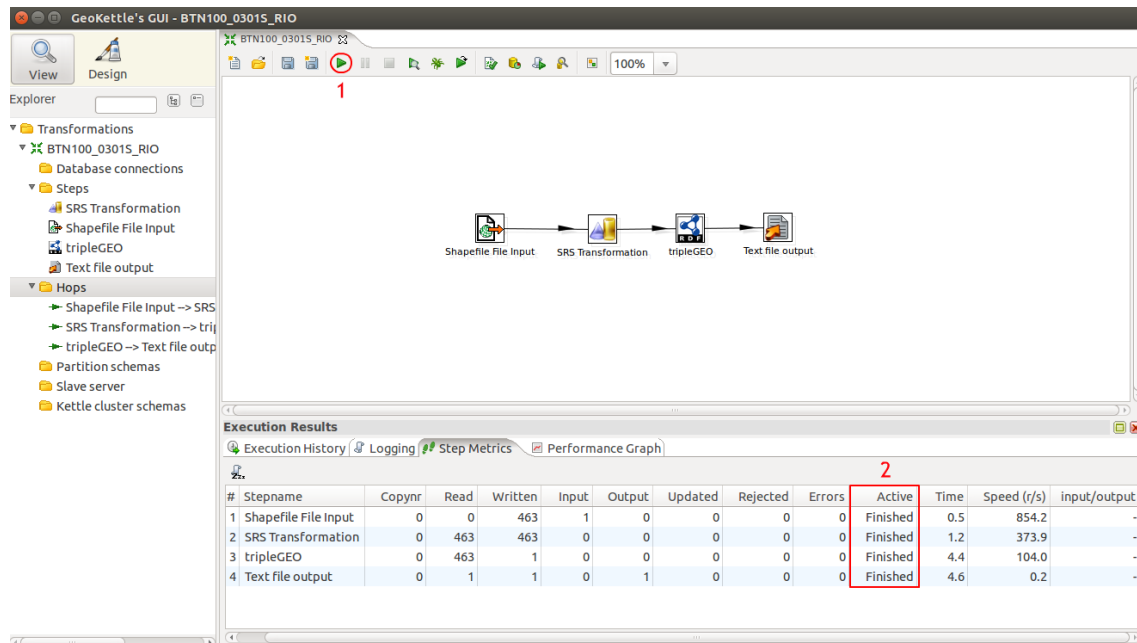 GeoKettle's GUI - BTN100_0301S_RIO
View
Design
Explorer
Transformations
BTN100_0301S_RIO
Database connections
Steps
SRS Transformation
Shapefile File Input
tripleGEO
Text file output
Hops
Shapefile File Input --> SRS
SRS Transformation --> trip
tripleGEO --> Text file outp
Partition schemas
Slave server
Kettle cluster schemas
BTN100_0301S_RIO
100%
1
RDF
Shapefile File Input SRS Transformation tripleGEO Text file output
Execution Results
Execution History Logging Step Metrics Performance Graph
2
# Stepname Copynr Read Written Input Output Updated Rejected Errors Active Time Speed (r/s) input/output
1 Shapefile File Input 0 0 463 1 0 0 0 0 Finished 0.5 854.2 -
2 SRS Transformation 0 463 463 0 0 0 0 0 Finished 1.2 373.9 -
3 tripleGEO 0 463 1 0 0 0 0 0 Finished 4.4 104.0 -
4 Text file output 0 1 1 0 1 0 0 0 Finished 4.6 0.2 -